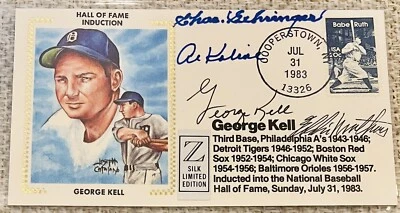 HALL OF FAME
INDUCTION
GEORGE KELL
Chas. Gehringer
Al Kaline
COOPERSTOWN, N
JUL
31
1983
13326
Babe Ruth
USA
20c
George Kell
George Kell
Z
SILK
LIMITED
EDITION
Third Base, Philadelphia A's 1943-1946;
Detroit Tigers 1946-1952; Boston Red
Sox 1952-1954; Chicago White Sox
1954-1956; Baltimore Orioles 1956-1957.
Inducted into the National Baseball
Hall of Fame, Sunday, July 31, 1983.